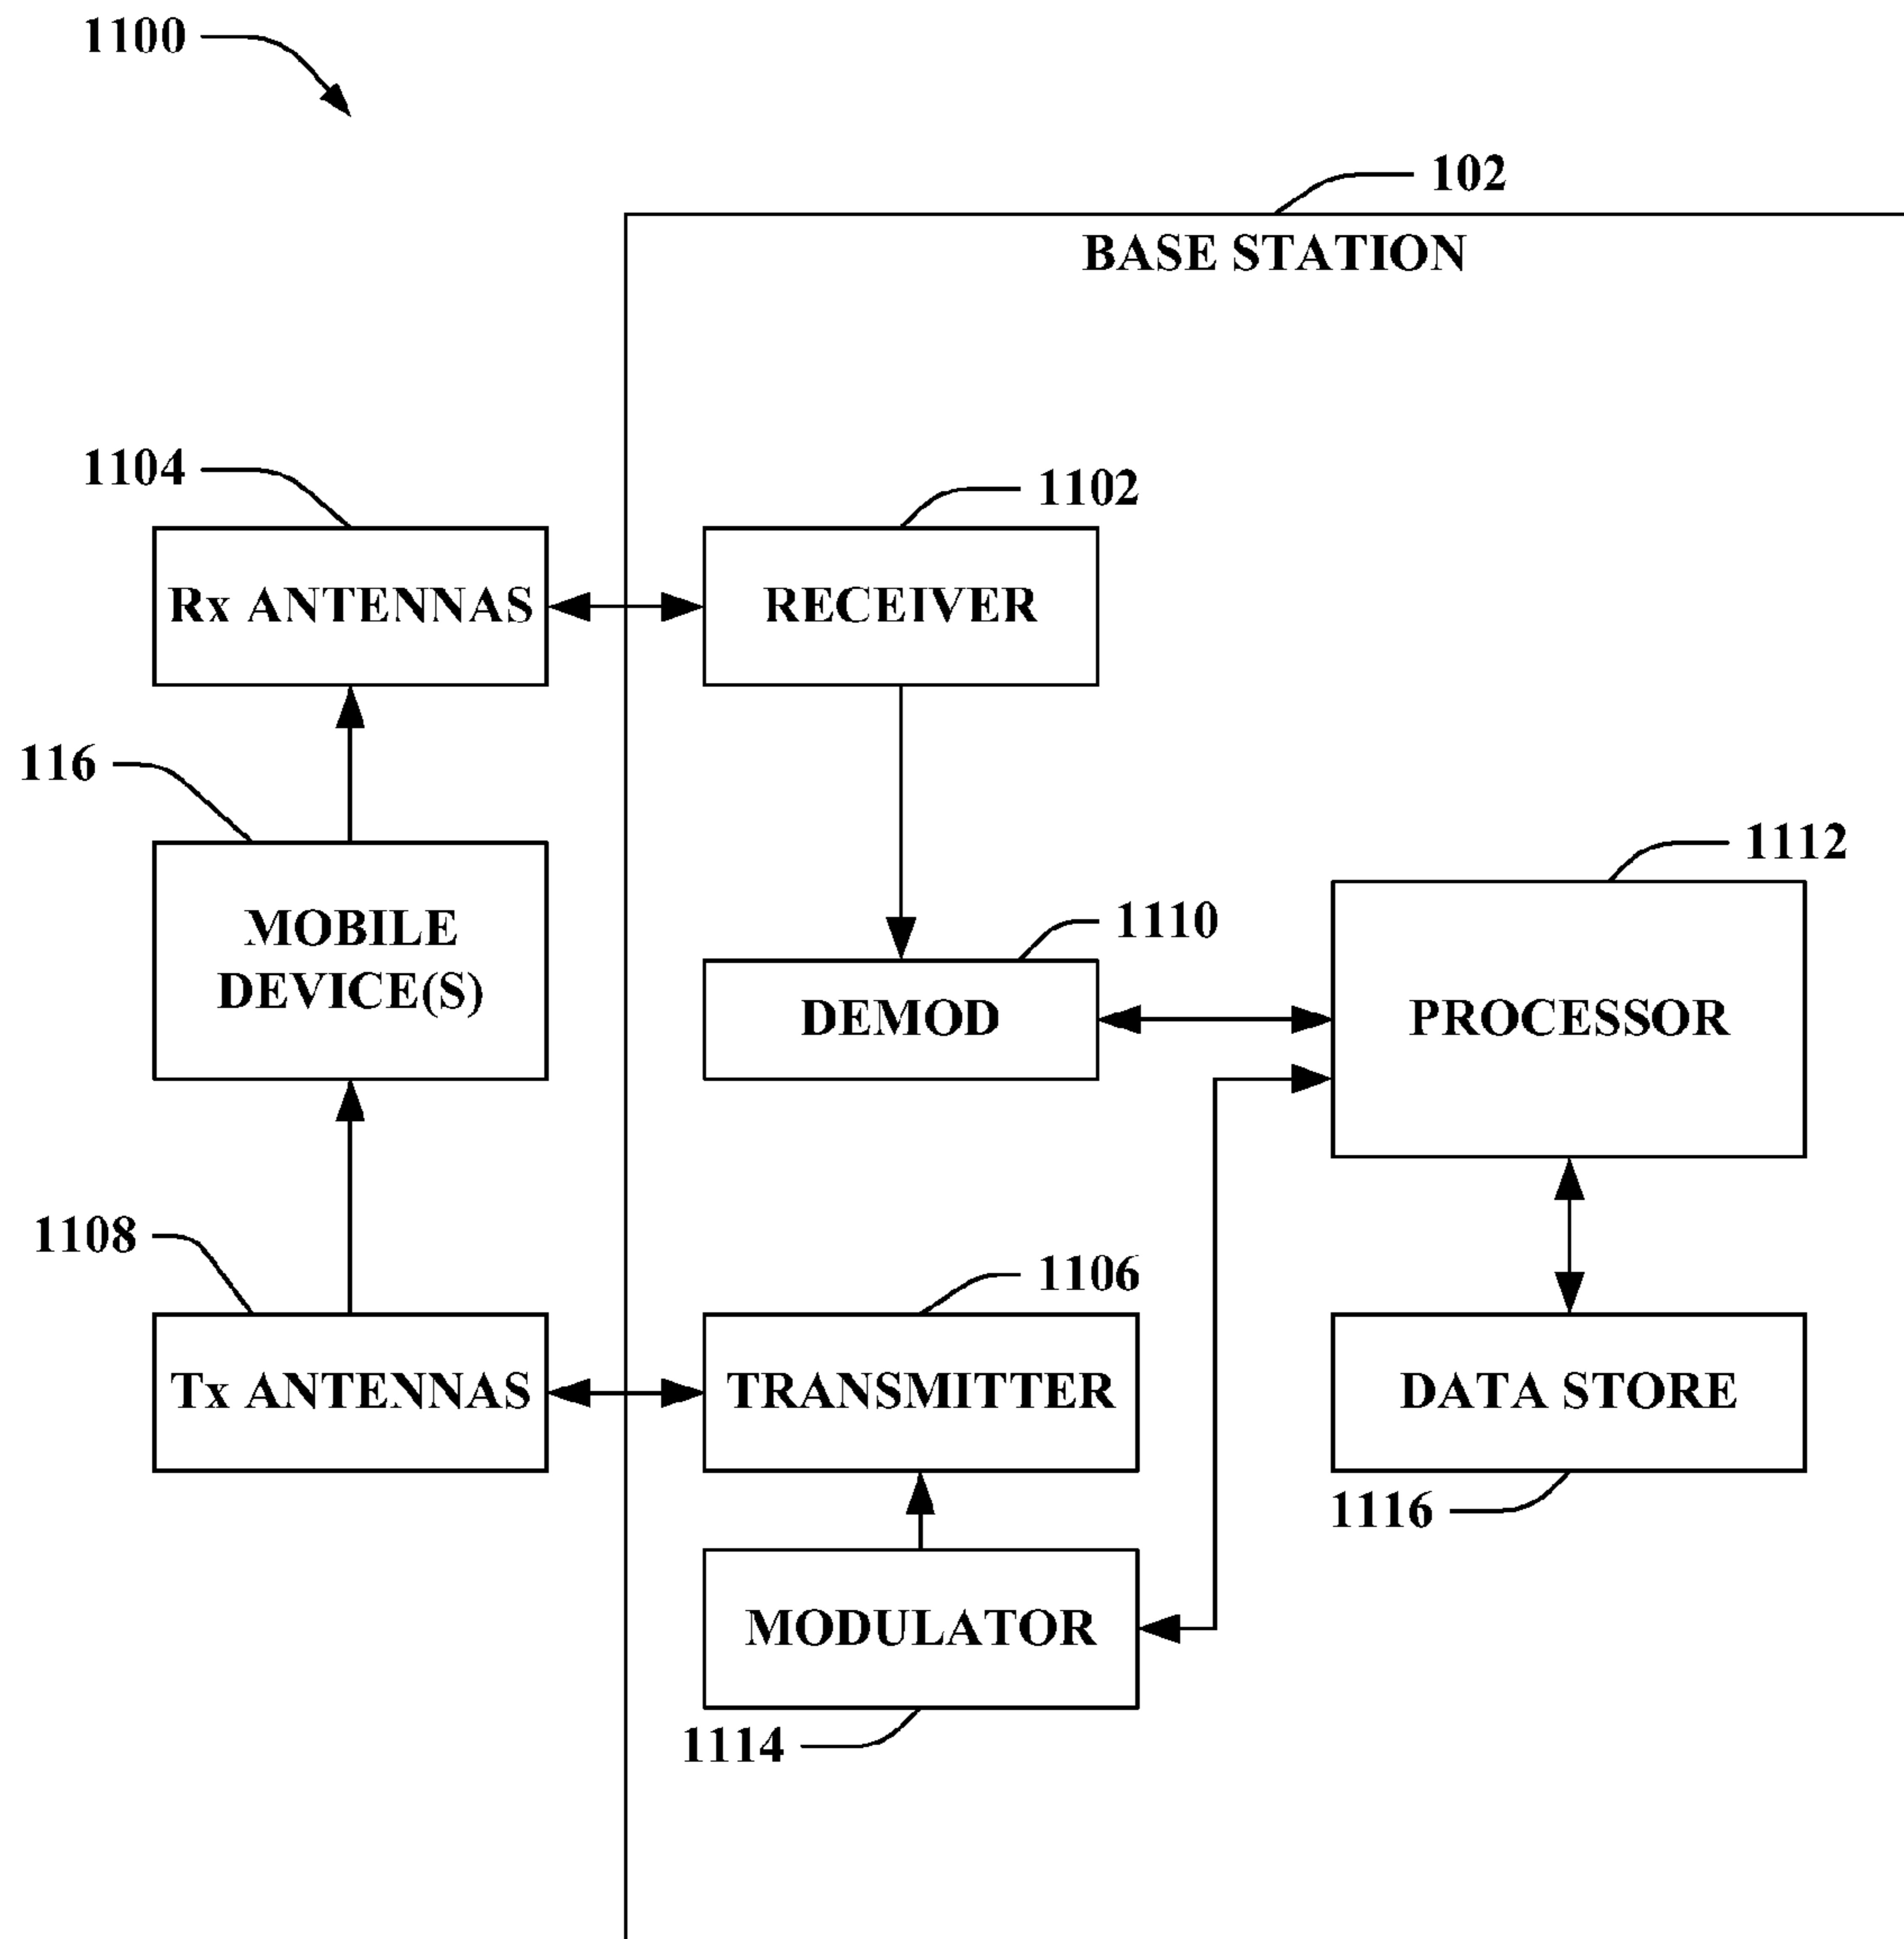 1100
102
BASE STATION
1104
1102
Rx ANTENNAS
RECEIVER
116
1112
MOBILE
DEVICE(S)
1110
DEMOD
PROCESSOR
1108
1106
Tx ANTENNAS
TRANSMITTER
DATA STORE
1116
MODULATOR
1114